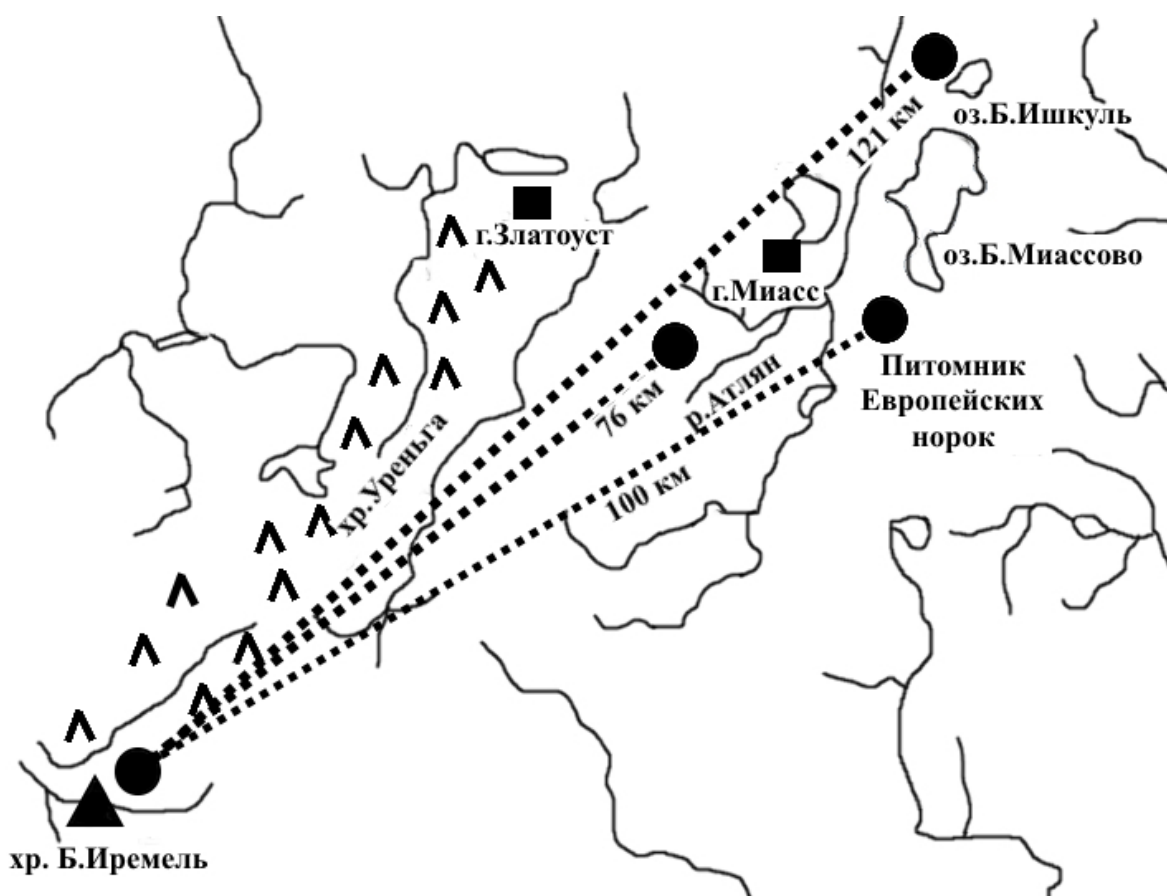 121 км
оз.Б.Ишкуль
г.Златоуст
оз.Б.Миассово
г.Миасс
Питомник
Европейских
норок
р.Атлян
76 км
хр.Уреньга
100 км
хр. Б.Иремель